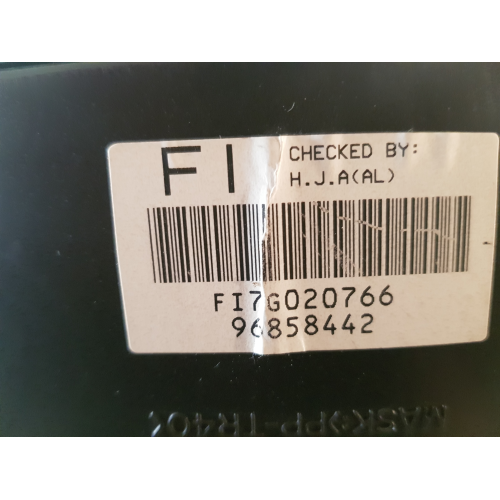 FI
CHECKED BY:
H.J.A(AL)
FI7G020766
96858442